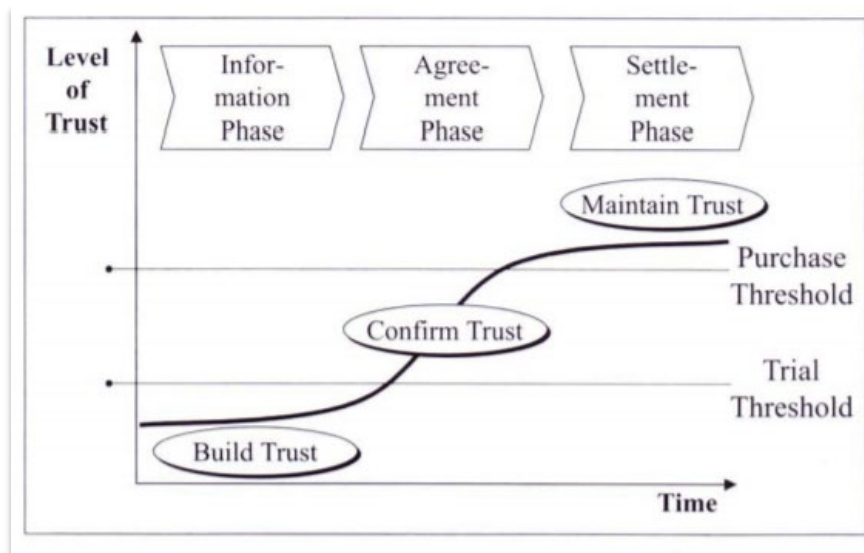 Level
of
Trust
Infor-
mation
Phase
Agree-
ment
Phase
Settle-
ment
Phase
Maintain Trust
Purchase
Threshold
Confirm Trust
Trial
Threshold
Build Trust
Time